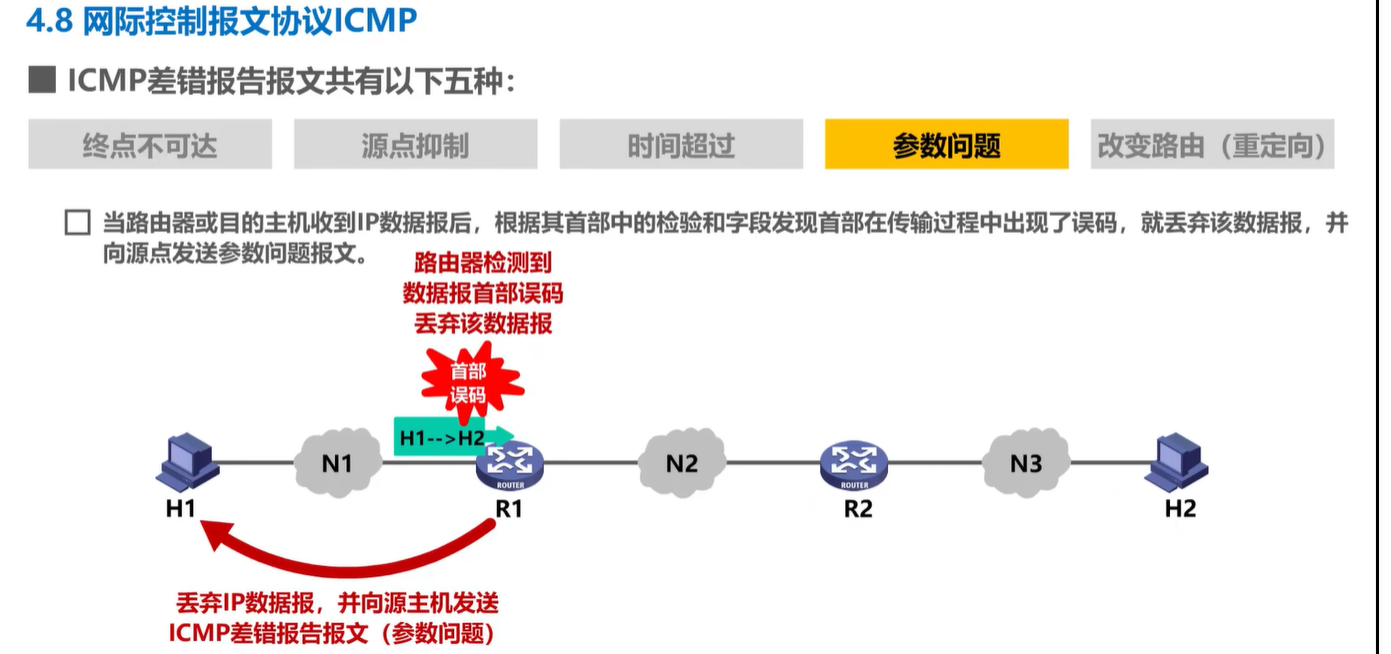 4.8 网际控制报文协议ICMP
ICMP差错报告报文共有以下五种：
终点不可达
源点抑制
时间超过
参数问题
改变路由（重定向）
当路由器或目的主机收到IP数据报后，根据其首部中的检验和字段发现首部在传输过程中出现了误码，就丢弃该数据报，并
向源点发送参数问题报文。
路由器检测到
数据报首部误码
丢弃该数据报
首部
误码
H1-->H2
N1
N2
N3
ROUTER
ROUTER
H1
R1
R2
H2
丢弃IP数据报，并向源主机发送
ICMP差错报告报文（参数问题）